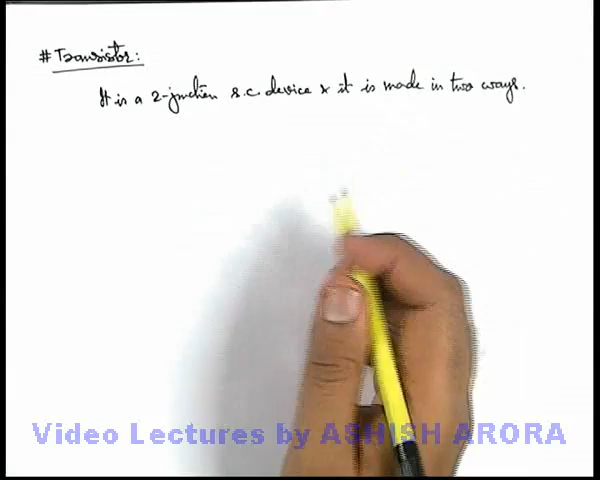 # Transistor:
It is a 2-junction s.c. device & it is made in two ways.
Video Lectures by ASHISH ARORA